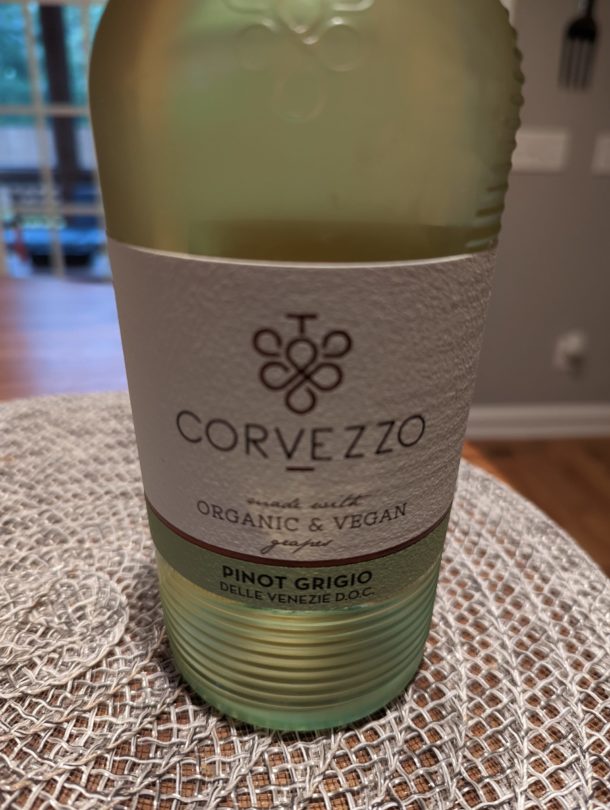 CORVEZZO
made with
ORGANIC & VEGAN
grapes
PINOT GRIGIO
DELLE VENEZIE D.O.C.